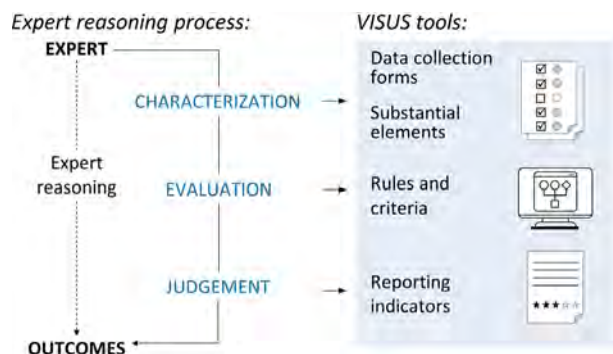 Expert reasoning process:
VISUS tools:
EXPERT
Data collection
forms
CHARACTERIZATION
Substantial
elements
Expert
reasoning
EVALUATION
Rules and
criteria
JUDGEMENT
Reporting
indicators
OUTCOMES